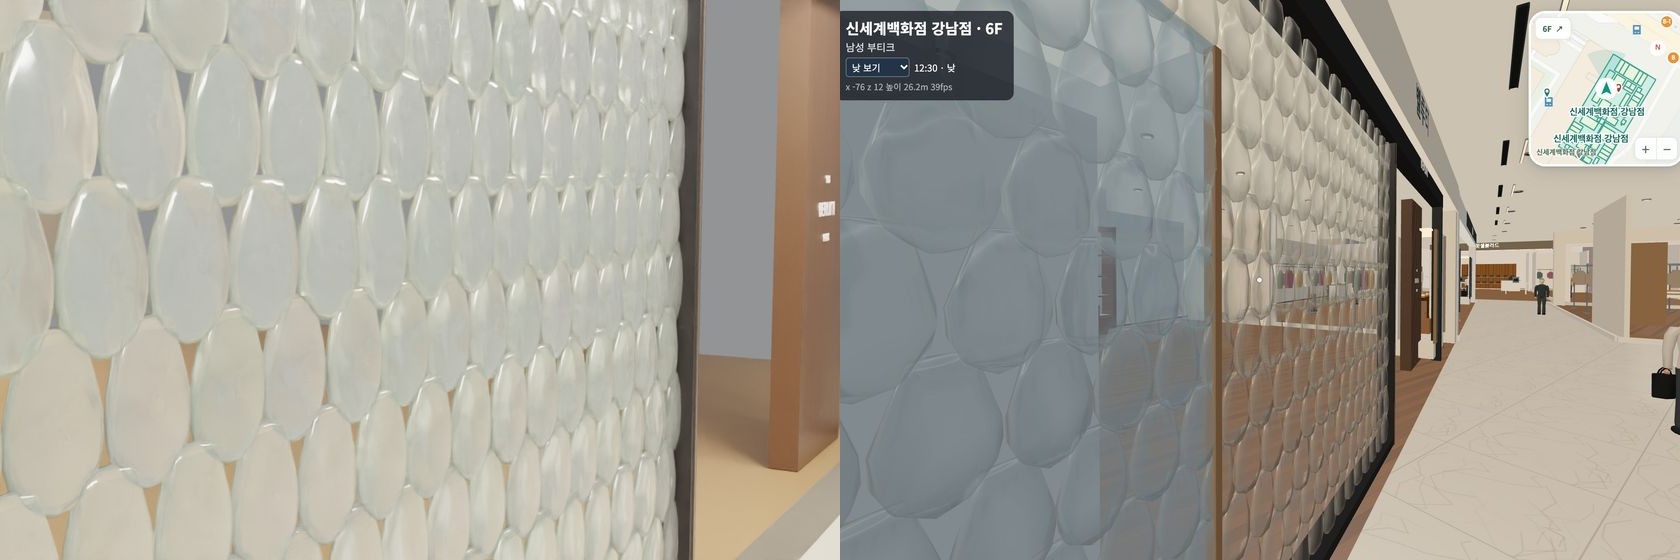 신세계백화점 강남점 · 6F
남성 부티크
낮 보기
12:30 · 낮
x -76 z 12 높이 26.2m 39fps
6F ↗
N
신세계백화점 강남점
신세계백화점 강남점
+ −